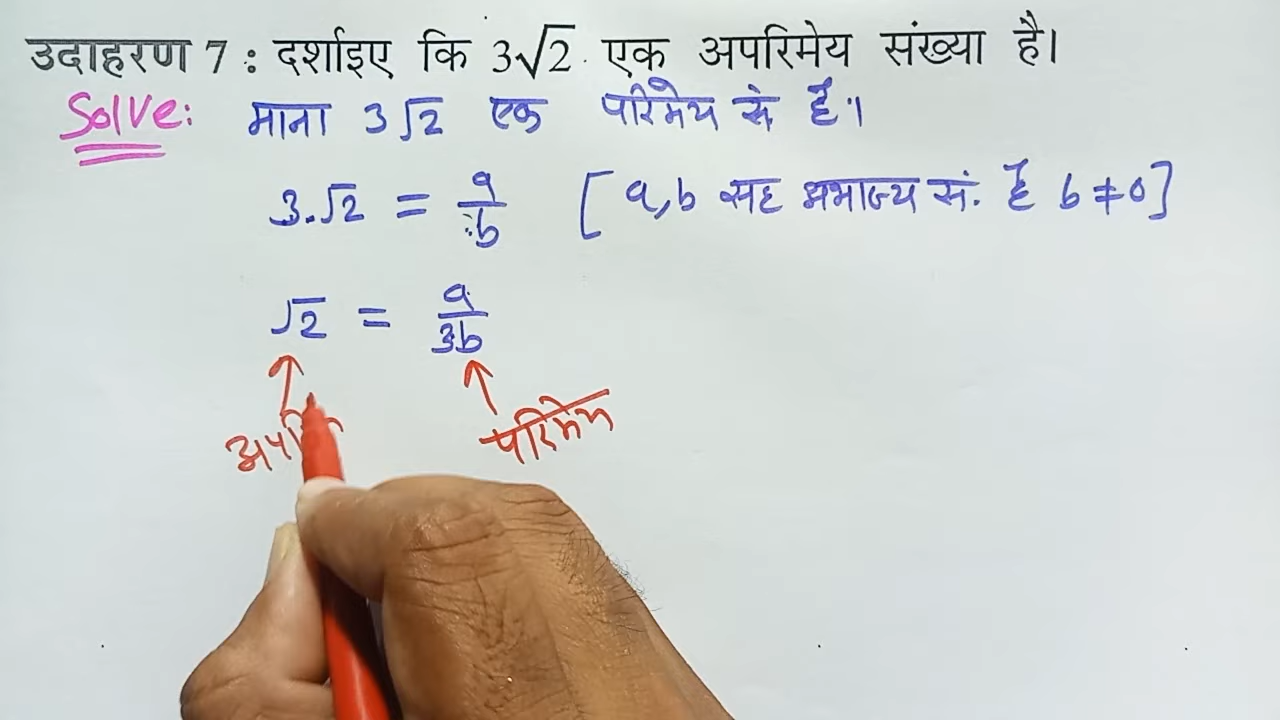 उदाहरण 7 : दर्शाइए कि 3√2 एक अपरिमेय संख्या है।
Solve: माना 3√2 एक परिमेय सं है।
3.√2 = a/b [a,b सह अभाज्य सं. है b ≠ 0]
√2 = a/3b
परिमेय